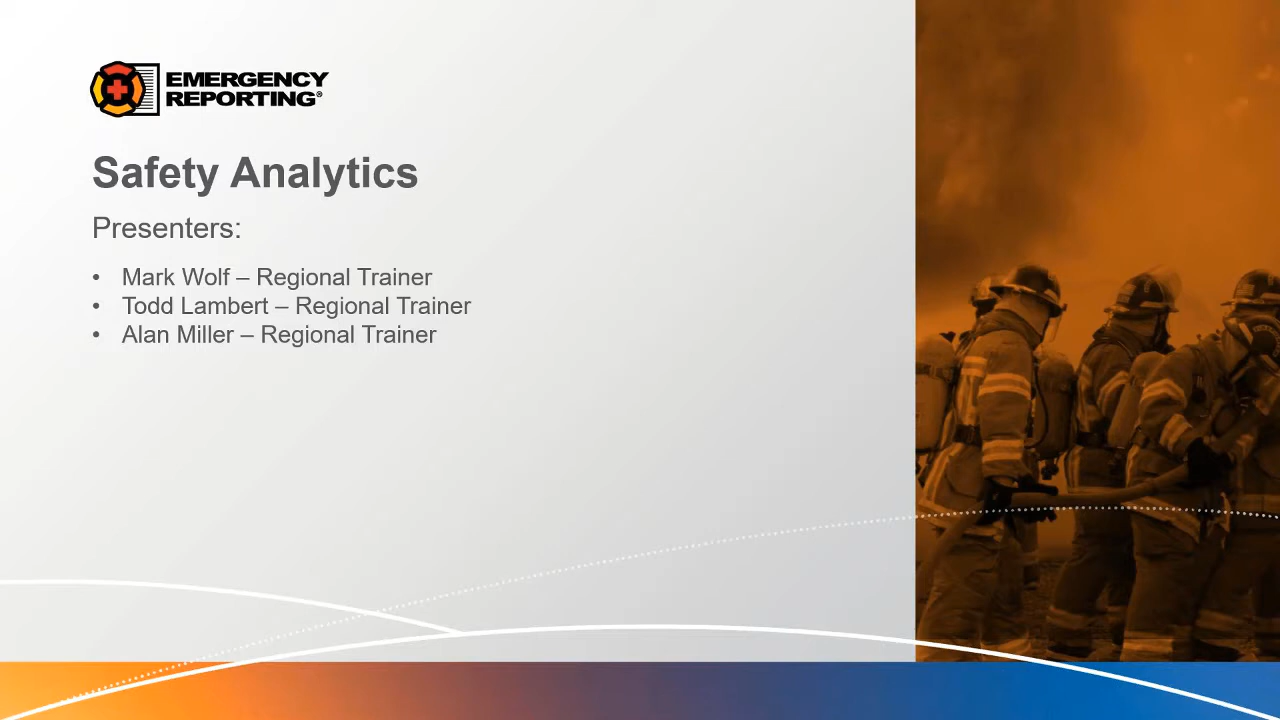 EMERGENCY
REPORTING®
Safety Analytics
Presenters:
• Mark Wolf – Regional Trainer
• Todd Lambert – Regional Trainer
• Alan Miller – Regional Trainer